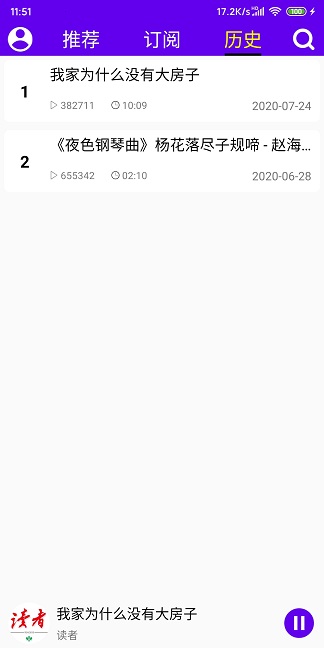 11:51
17.2K/s
100
推荐
订阅
历史
1
我家为什么没有大房子
382711
10:09
2020-07-24
2
《夜色钢琴曲》杨花落尽子规啼 - 赵海...
655342
02:10
2020-06-28
读者
我家为什么没有大房子
读者